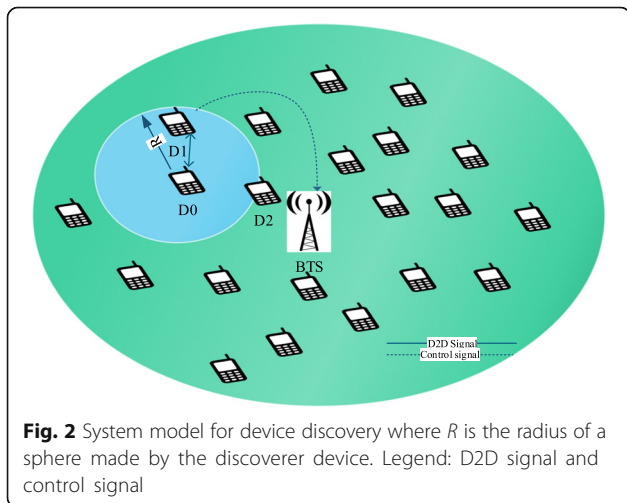 R
D1
D0
D2
BTS
D2D Signal
Control signal
Fig. 2 System model for device discovery where R is the radius of a
sphere made by the discoverer device. Legend: D2D signal and
control signal